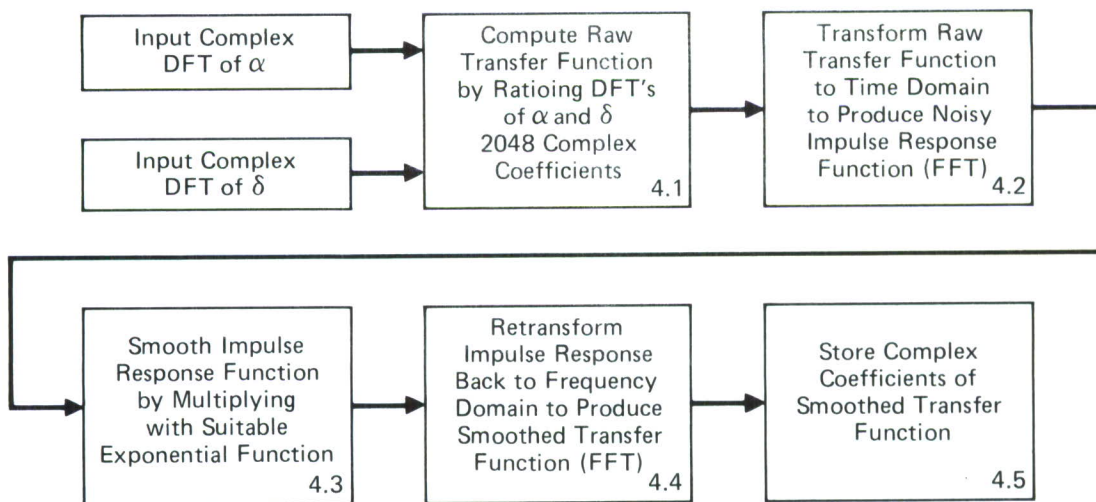 Input Complex
DFT of α
Input Complex
DFT of δ
Compute Raw
Transfer Function
by Ratioing DFT's
of α and δ
2048 Complex
Coefficients
4.1
Transform Raw
Transfer Function
to Time Domain
to Produce Noisy
Impulse Response
Function (FFT)
4.2
Smooth Impulse
Response Function
by Multiplying
with Suitable
Exponential Function
4.3
Retransform
Impulse Response
Back to Frequency
Domain to Produce
Smoothed Transfer
Function (FFT)
4.4
Store Complex
Coefficients of
Smoothed Transfer
Function
4.5